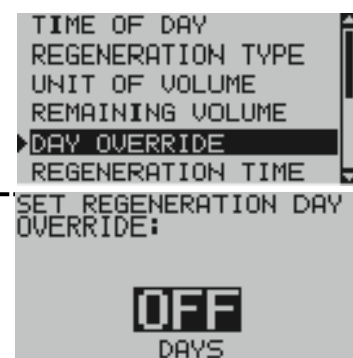 TIME OF DAY
REGENERATION TYPE
UNIT OF VOLUME
REMAINING VOLUME
DAY OVERRIDE
REGENERATION TIME
SET REGENERATION DAY
OVERRIDE:
OFF
DAYS